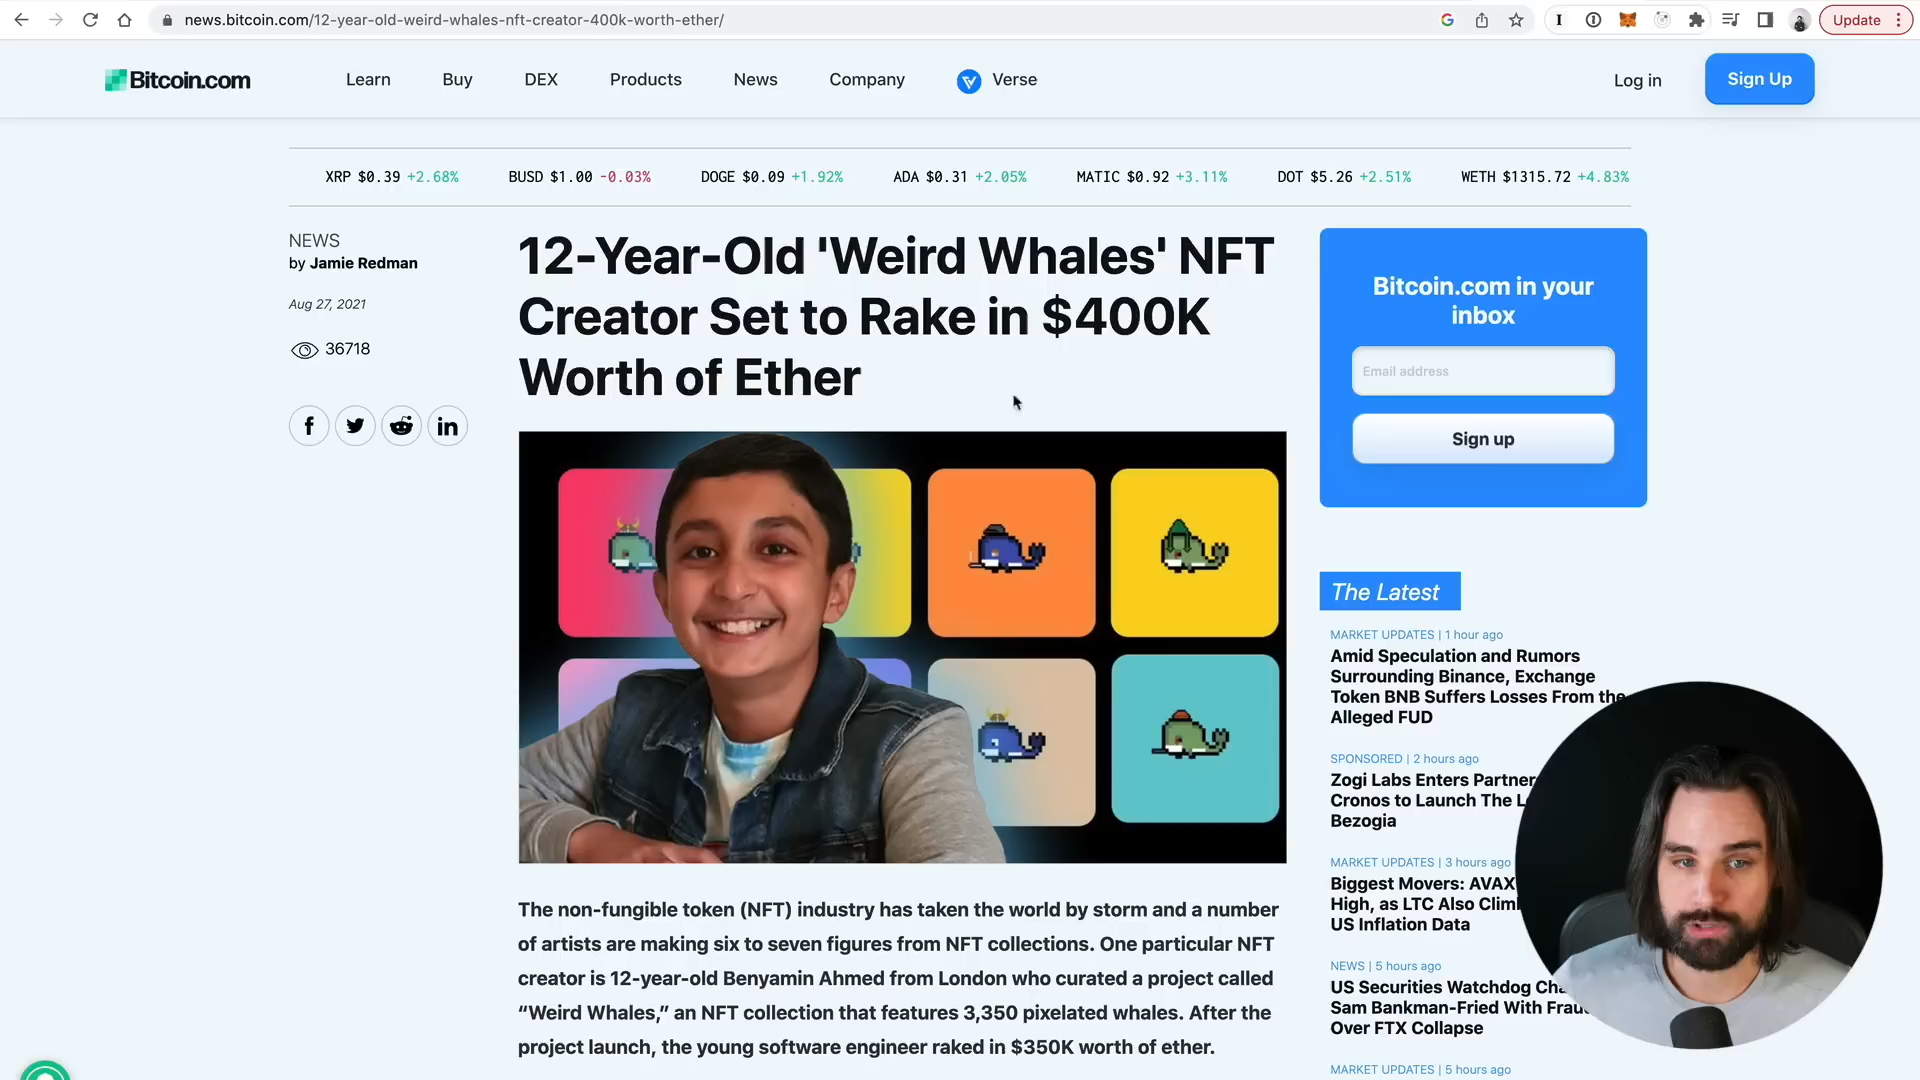 news.bitcoin.com/12-year-old-weird-whales-nft-creator-400k-worth-ether/
Update
Bitcoin.com
Learn
Buy
DEX
Products
News
Company
Verse
Log in
Sign Up
XRP $0.39 +2.68%
BUSD $1.00 -0.03%
DOGE $0.09 +1.92%
ADA $0.31 +2.05%
MATIC $0.92 +3.11%
DOT $5.26 +2.51%
WETH $1315.72 +4.83%
NEWS
by Jamie Redman
Aug 27, 2021
36718
12-Year-Old 'Weird Whales' NFT
Creator Set to Rake in $400K
Worth of Ether
The non-fungible token (NFT) industry has taken the world by storm and a number
of artists are making six to seven figures from NFT collections. One particular NFT
creator is 12-year-old Benyamin Ahmed from London who curated a project called
“Weird Whales,” an NFT collection that features 3,350 pixelated whales. After the
project launch, the young software engineer raked in $350K worth of ether.
Bitcoin.com in your
inbox
Email address
Sign up
The Latest
MARKET UPDATES | 1 hour ago
Amid Speculation and Rumors
Surrounding Binance, Exchange
Token BNB Suffers Losses From the
Alleged FUD
SPONSORED | 2 hours ago
Zogi Labs Enters Partner
Cronos to Launch The L
Bezogia
MARKET UPDATES | 3 hours ago
Biggest Movers: AVAX
High, as LTC Also Clim
US Inflation Data
NEWS | 5 hours ago
US Securities Watchdog Cha
Sam Bankman-Fried With Frau
Over FTX Collapse
MARKET UPDATES | 5 hours ago